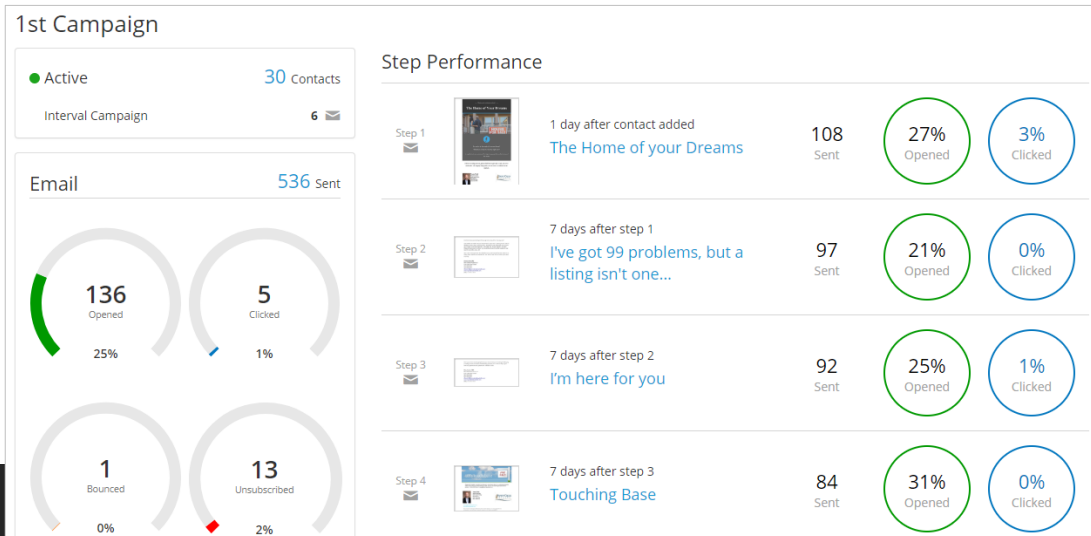 1st Campaign
Active
30 Contacts
Interval Campaign
6
Email
536 Sent
136
Opened
25%
5
Clicked
1%
1
Bounced
0%
13
Unsubscribed
2%
Step Performance
Step 1
The Home of Your Dreams
1 day after contact added
The Home of your Dreams
108
Sent
27%
Opened
3%
Clicked
Step 2
7 days after step 1
I've got 99 problems, but a
listing isn't one...
97
Sent
21%
Opened
0%
Clicked
Step 3
7 days after step 2
I’m here for you
92
Sent
25%
Opened
1%
Clicked
Step 4
7 days after step 3
Touching Base
84
Sent
31%
Opened
0%
Clicked